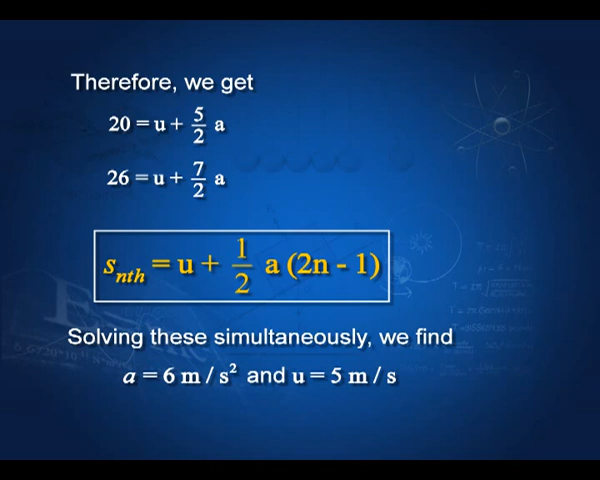 Therefore, we get
20 = u + 5/2 a
26 = u + 7/2 a
s_nth = u + 1/2 a (2n - 1)
Solving these simultaneously, we find
a = 6 m / s² and u = 5 m / s